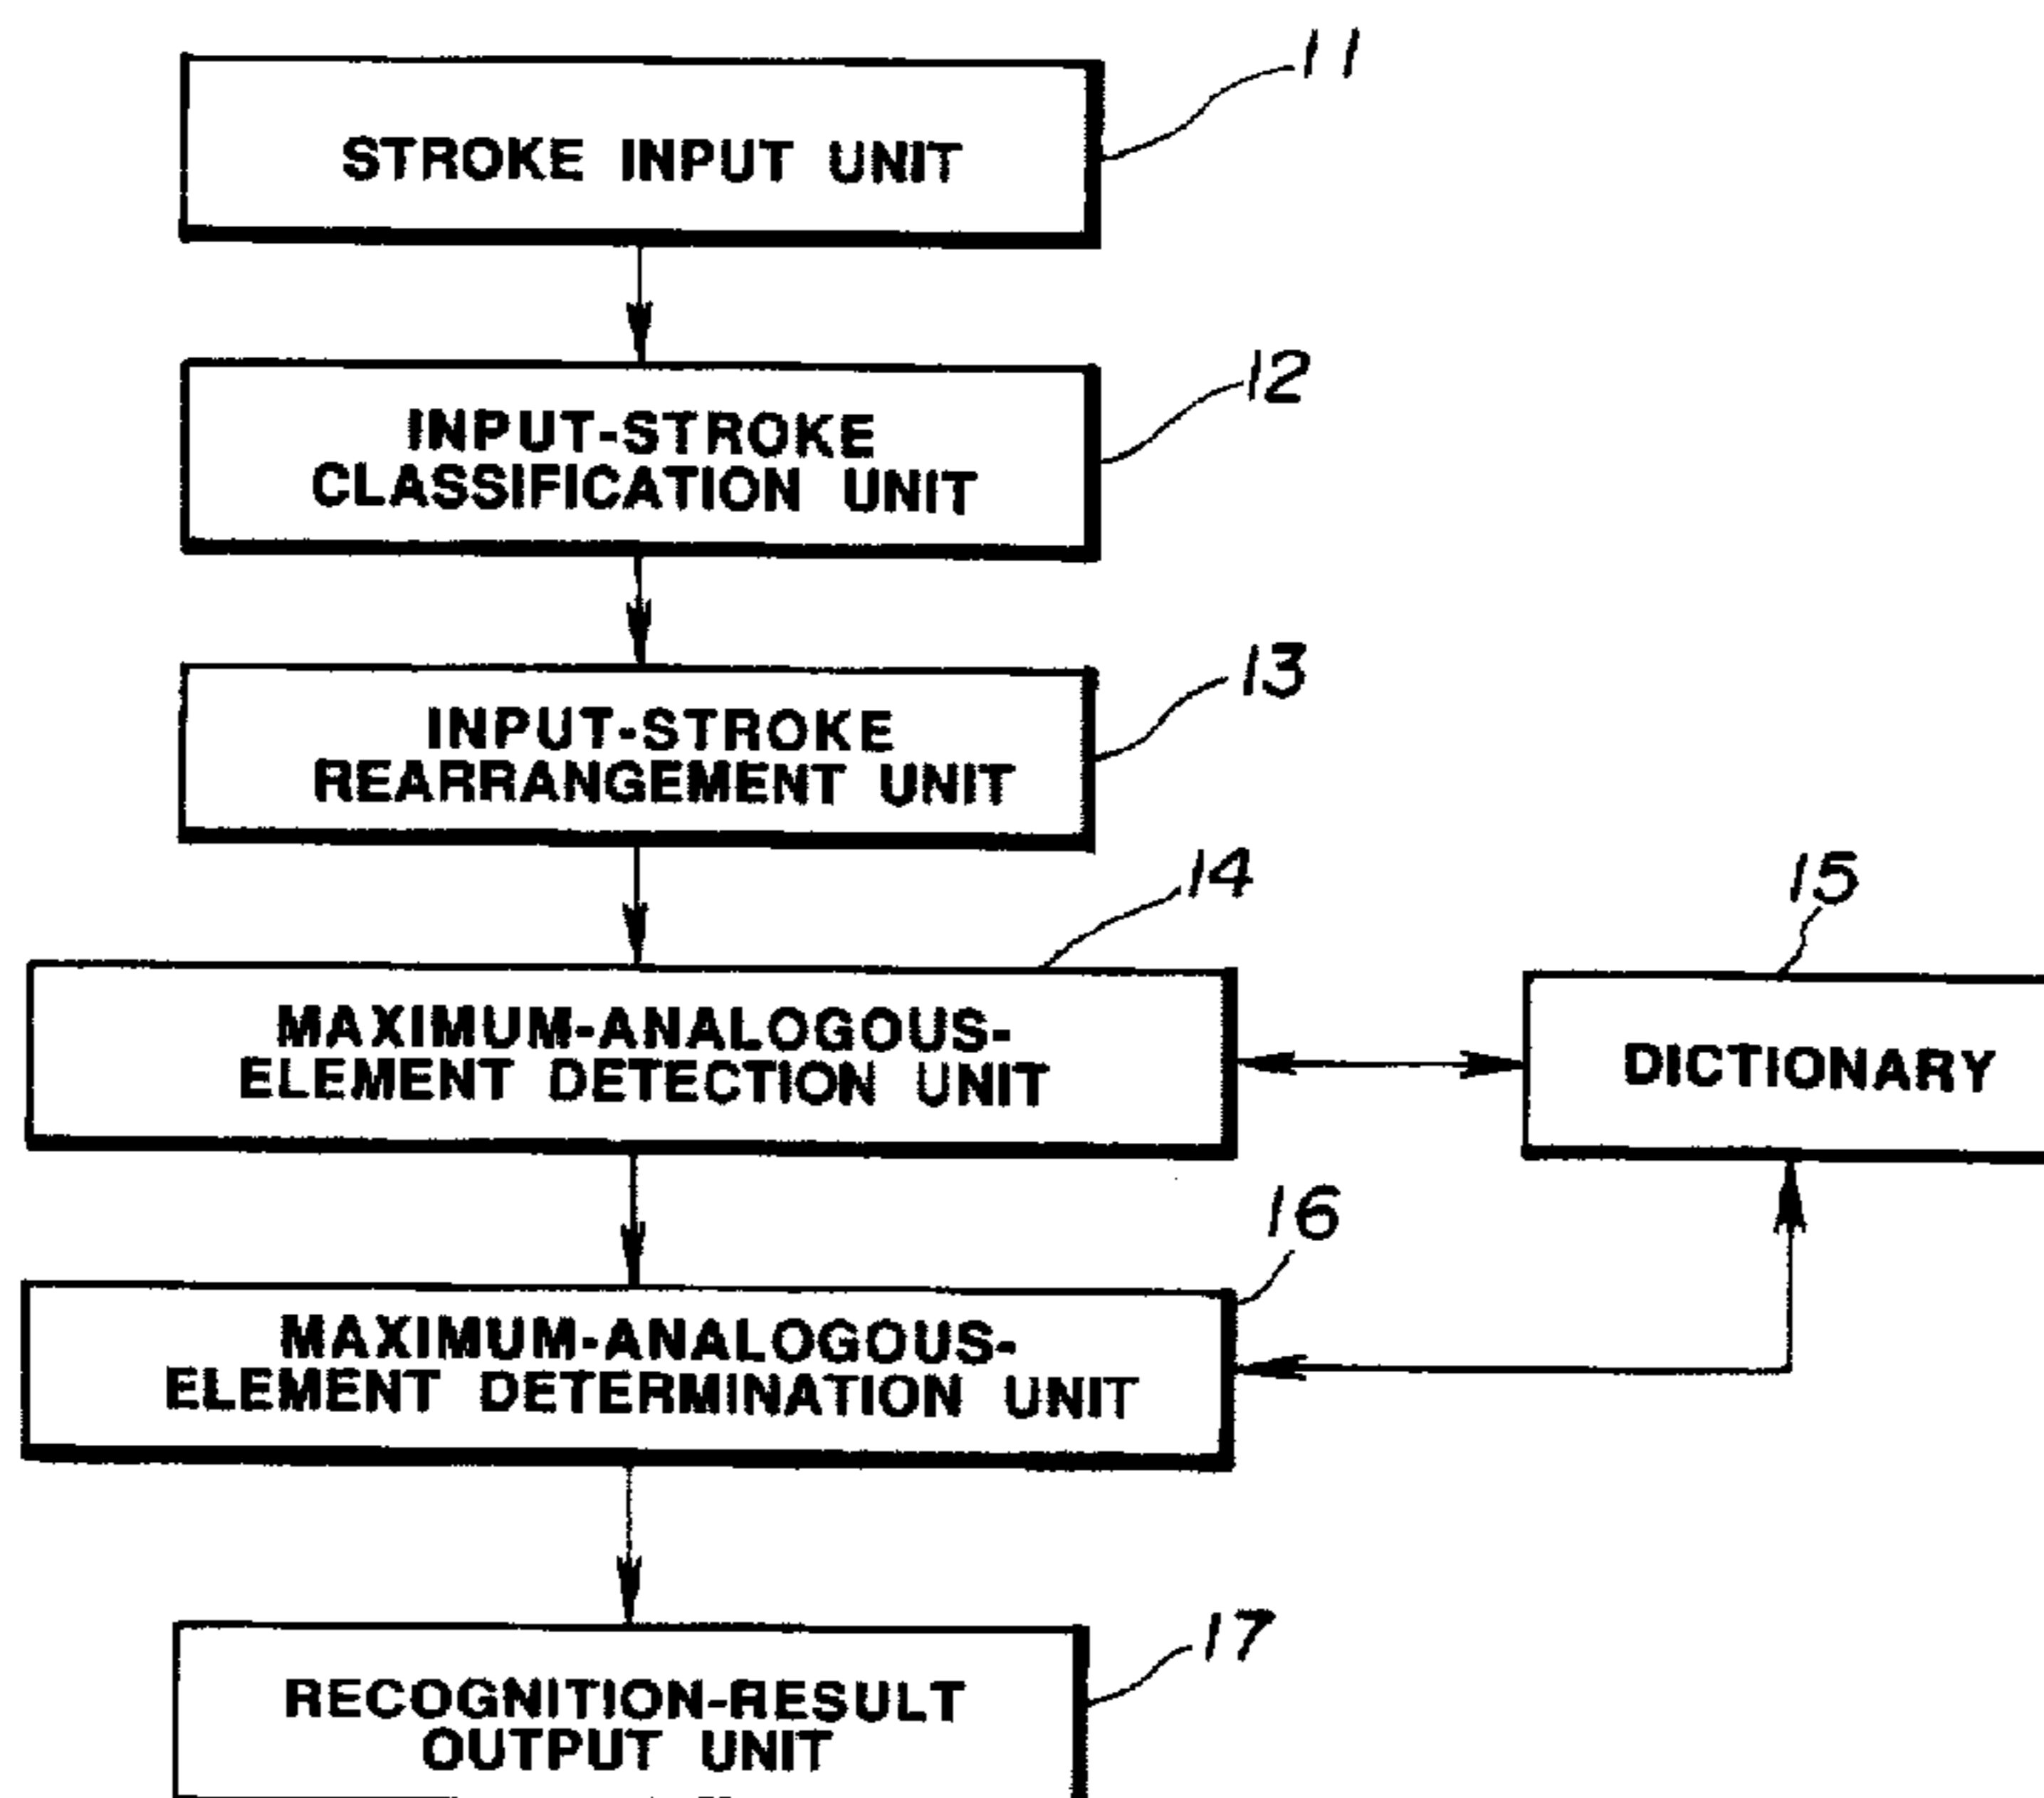 11
STROKE INPUT UNIT
12
INPUT-STROKE
CLASSIFICATION UNIT
13
INPUT-STROKE
REARRANGEMENT UNIT
14
MAXIMUM-ANALOGOUS-
ELEMENT DETECTION UNIT
15
DICTIONARY
16
MAXIMUM-ANALOGOUS-
ELEMENT DETERMINATION UNIT
17
RECOGNITION-RESULT
OUTPUT UNIT